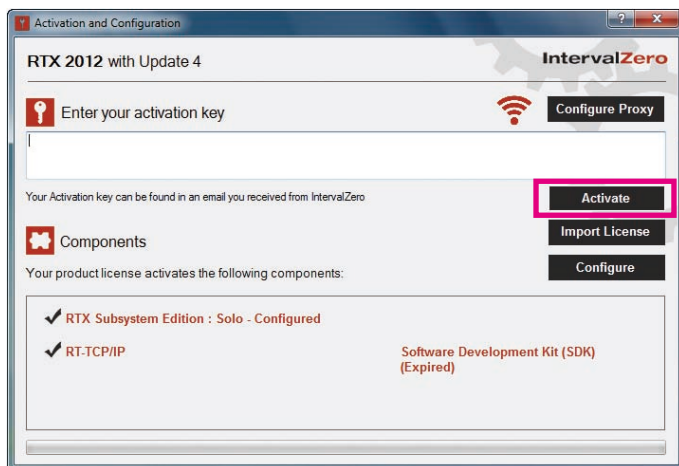 Activation and Configuration
RTX 2012 with Update 4
IntervalZero
Enter your activation key
Configure Proxy
Your Activation key can be found in an email you received from IntervalZero
Activate
Import License
Components
Configure
Your product license activates the following components:
RTX Subsystem Edition : Solo - Configured
RT-TCP/IP
Software Development Kit (SDK)
(Expired)